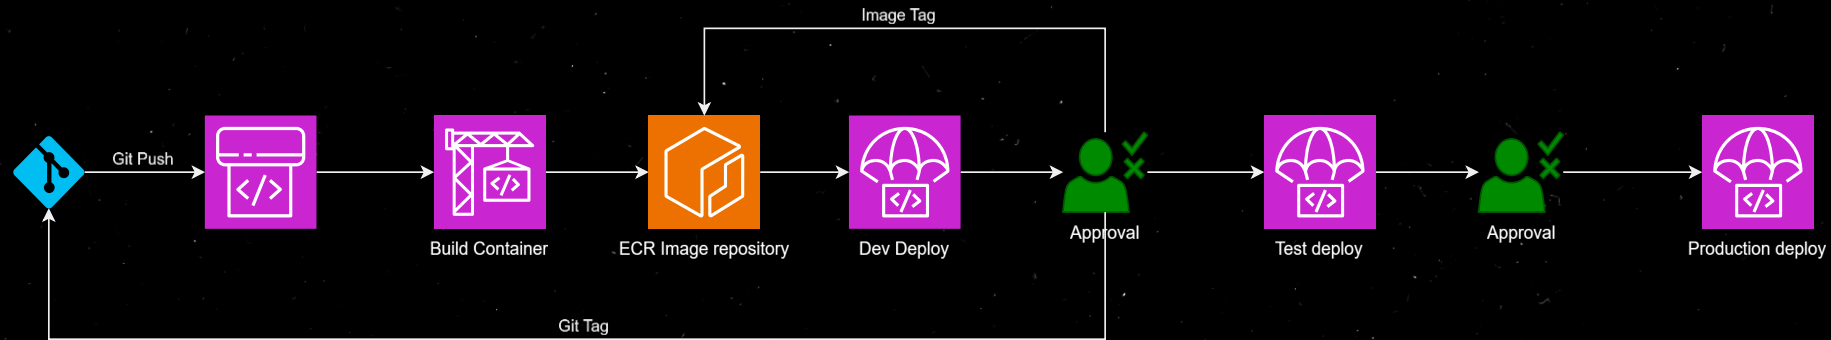 Image Tag
Git Push
Build Container
ECR Image repository
Dev Deploy
Approval
Test deploy
Approval
Production deploy
Git Tag